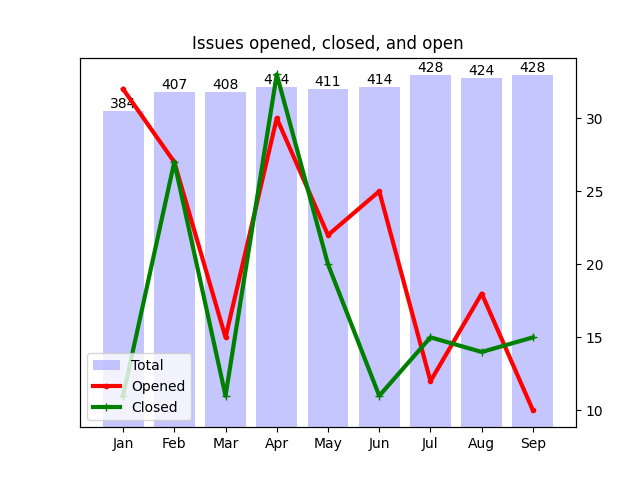 Issues opened, closed, and open
384 407 408 414 411 414 428 424 428
30
25
20
15
10
Total
Opened
Closed
Jan Feb Mar Apr May Jun Jul Aug Sep